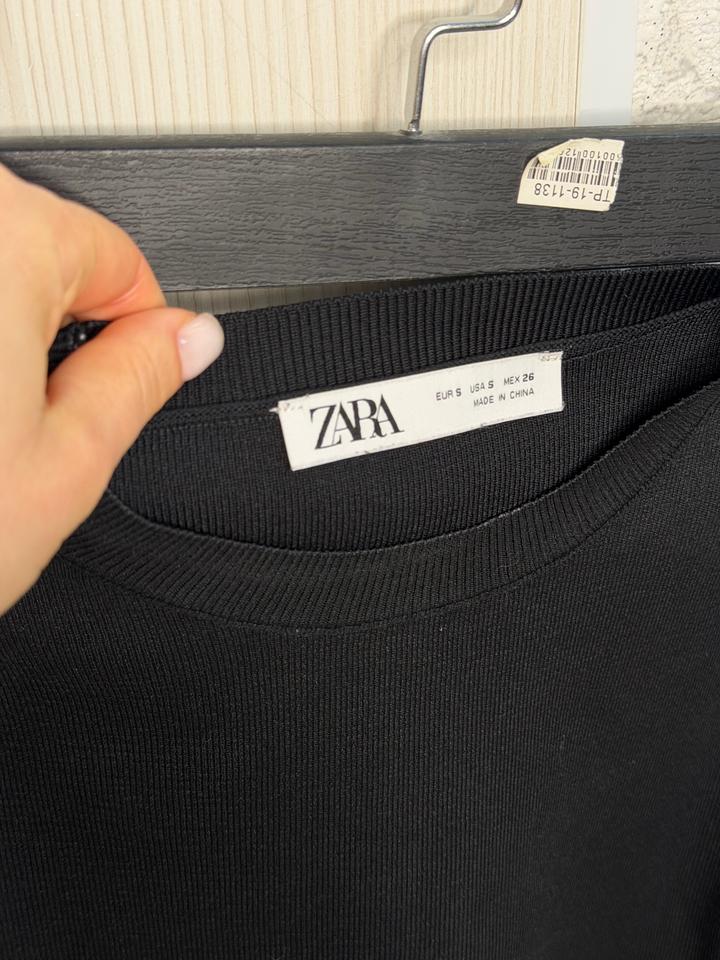 TP-19-1138
ZARA
EUR S USA S MEX 26
MADE IN CHINA